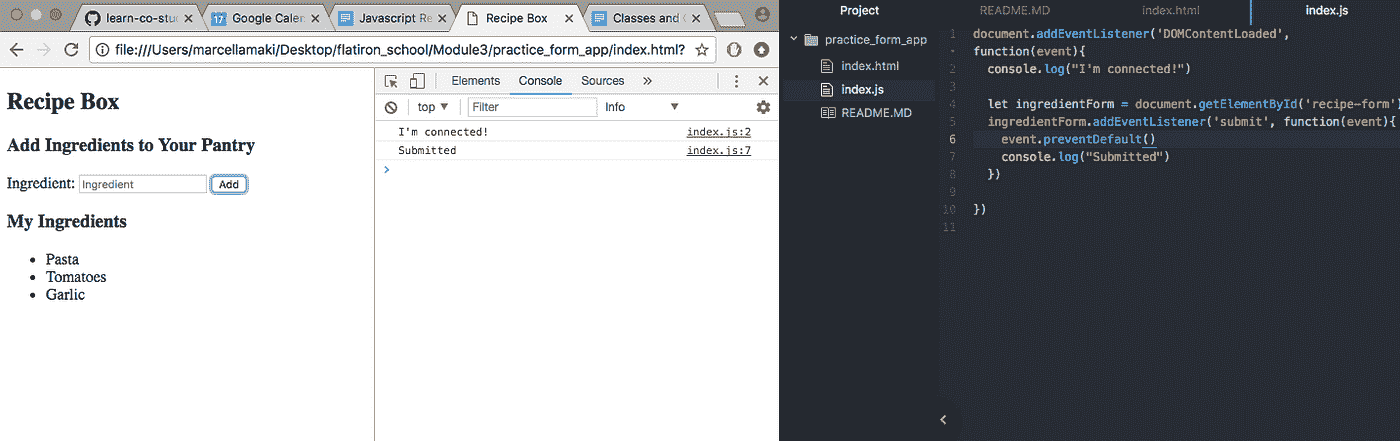 learn-co-stu
Google Caler
Javascript Re
Recipe Box
Classes and
file:///Users/marcellamaki/Desktop/flatiron_school/Module3/practice_form_app/index.html?
Recipe Box
Add Ingredients to Your Pantry
Ingredient: Ingredient Add
My Ingredients
• Pasta
• Tomatoes
• Garlic
Elements Console Sources »
top ▼ Filter Info ▼
I'm connected! index.js:2
Submitted index.js:7
>
Project
practice_form_app
index.html
index.js
README.MD
README.MD index.html index.js
1 document.addEventListener('DOMContentLoaded',
• function(event){
2 console.log("I'm connected!")
3
4 let ingredientForm = document.getElementById('recipe-form')
5 ingredientForm.addEventListener('submit', function(event){
6 event.preventDefault()
7 console.log("Submitted")
8 })
9
10 })
11